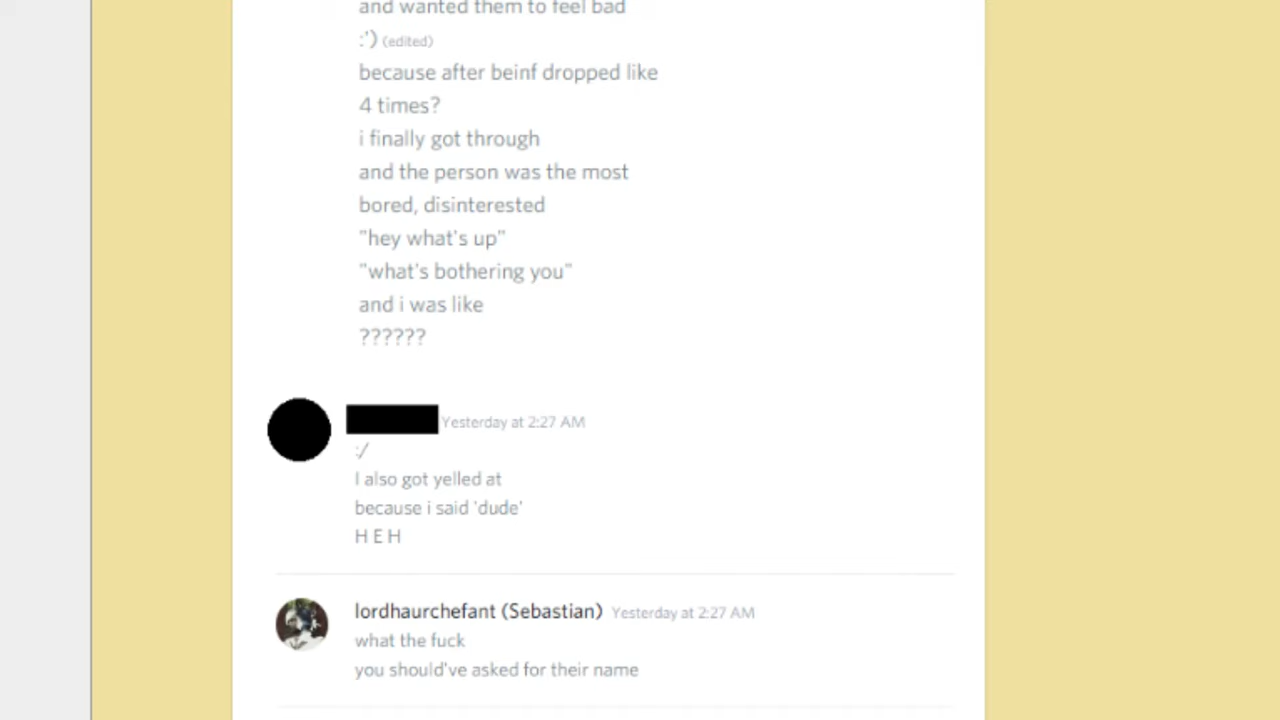 and wanted them to feel bad
:') (edited)
because after beinf dropped like
4 times?
i finally got through
and the person was the most
bored, disinterested
"hey what's up"
"what's bothering you"
and i was like
??????
Yesterday at 2:27 AM
:/
I also got yelled at
because i said 'dude'
H E H
lordhaurchefant (Sebastian) Yesterday at 2:27 AM
what the fuck
you should've asked for their name